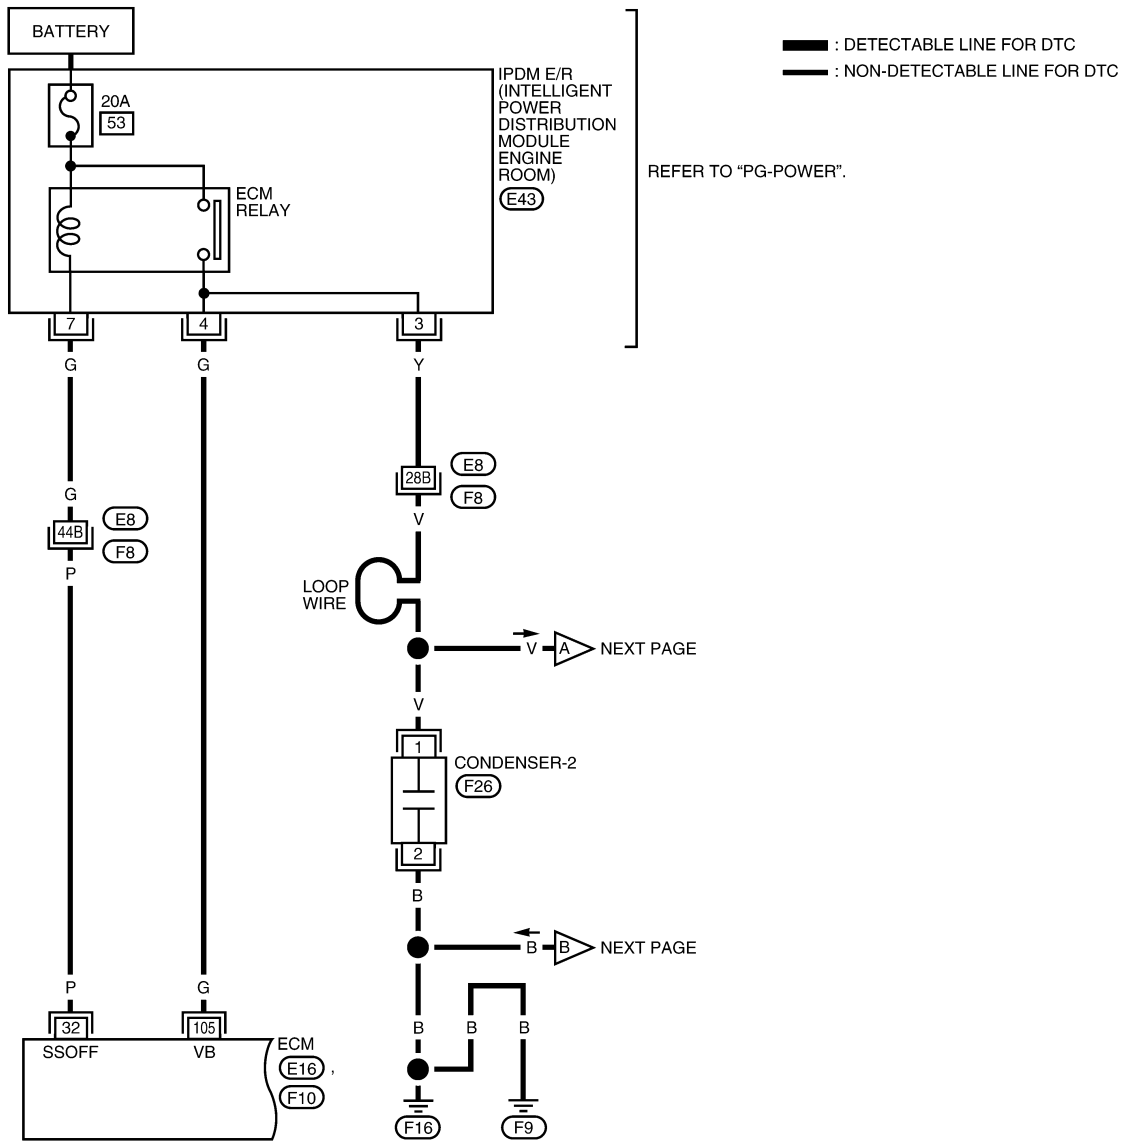 BATTERY
: DETECTABLE LINE FOR DTC
: NON-DETECTABLE LINE FOR DTC
IPDM E/R
(INTELLIGENT
POWER
DISTRIBUTION
MODULE
ENGINE
ROOM)
E43
20A
53
REFER TO “PG-POWER”.
ECM
RELAY
7
4
3
G
G
Y
28B
E8
F8
G
44B
E8
F8
V
P
LOOP
WIRE
V
A
NEXT PAGE
V
1
CONDENSER-2
F26
2
B
B
B
NEXT PAGE
P
G
B
B
B
32
105
SSOFF
VB
ECM
E16 ,
F10
F16
F9